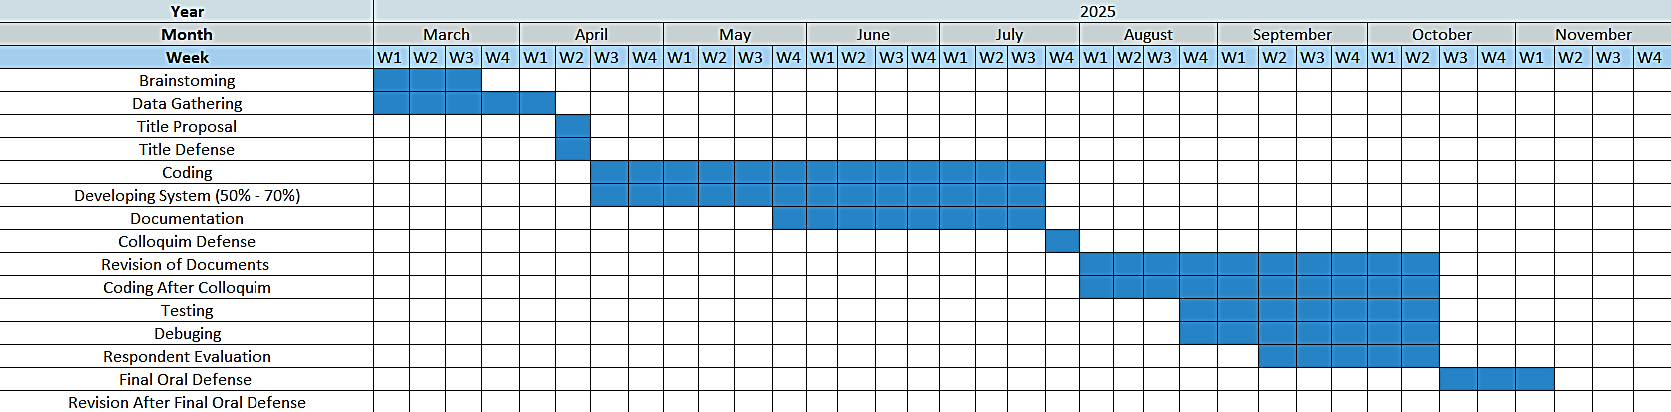 Year 2025
Month March April May June July August September October November
Week W1 W2 W3 W4 W1 W2 W3 W4 W1 W2 W3 W4 W1 W2 W3 W4 W1 W2 W3 W4 W1 W2 W3 W4 W1 W2 W3 W4 W1 W2 W3 W4 W1 W2 W3 W4
Brainstoming
Data Gathering
Title Proposal
Title Defense
Coding
Developing System (50% - 70%)
Documentation
Colloquim Defense
Revision of Documents
Coding After Colloquim
Testing
Debuging
Respondent Evaluation
Final Oral Defense
Revision After Final Oral Defense